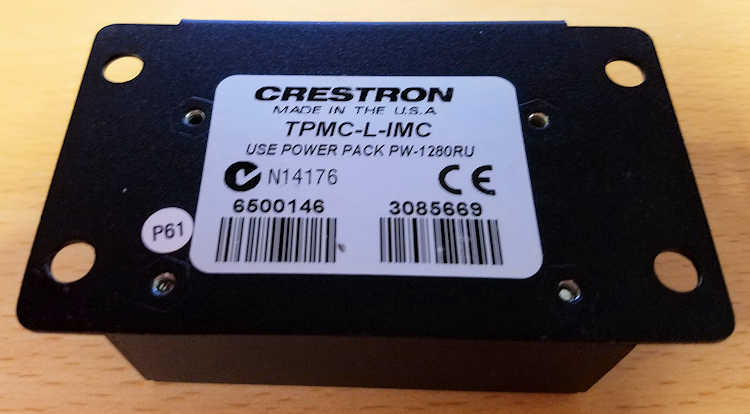 CRESTRON
MADE IN THE U.S.A
TPMC-L-IMC
USE POWER PACK PW-1280RU
N14176 CE
6500146 3085669
P61